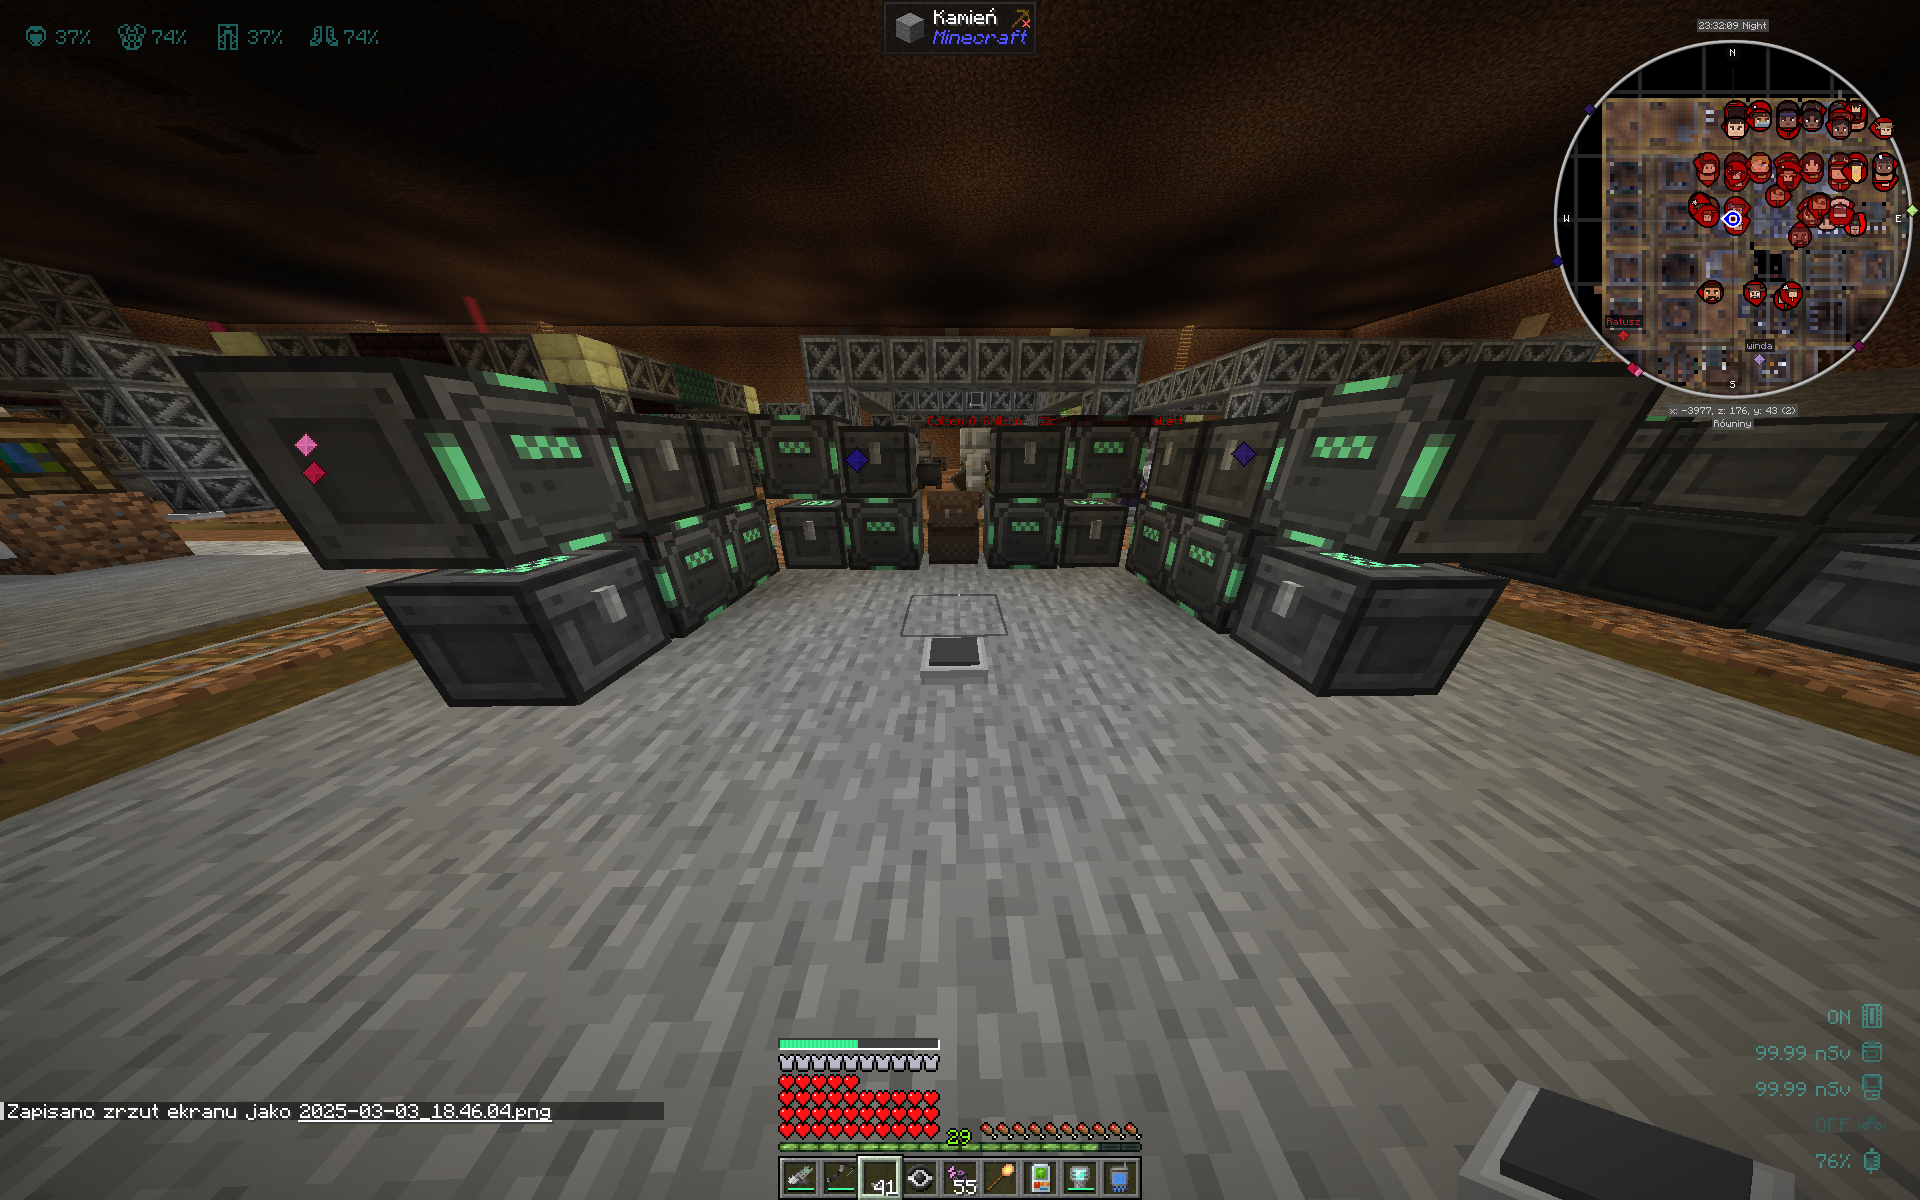 37%
74%
37%
74%
Kamień
Minecraft
23:32:09 Night
N
W
E
Ratusz
winda
S
x: -3977, z: 176, y: 43 (2)
Równiny
ON
99.99 nSv
99.99 nSv
OFF
76%
Zapisano zrzut ekranu jako 2025-03-03_18.46.04.png
29
41
55